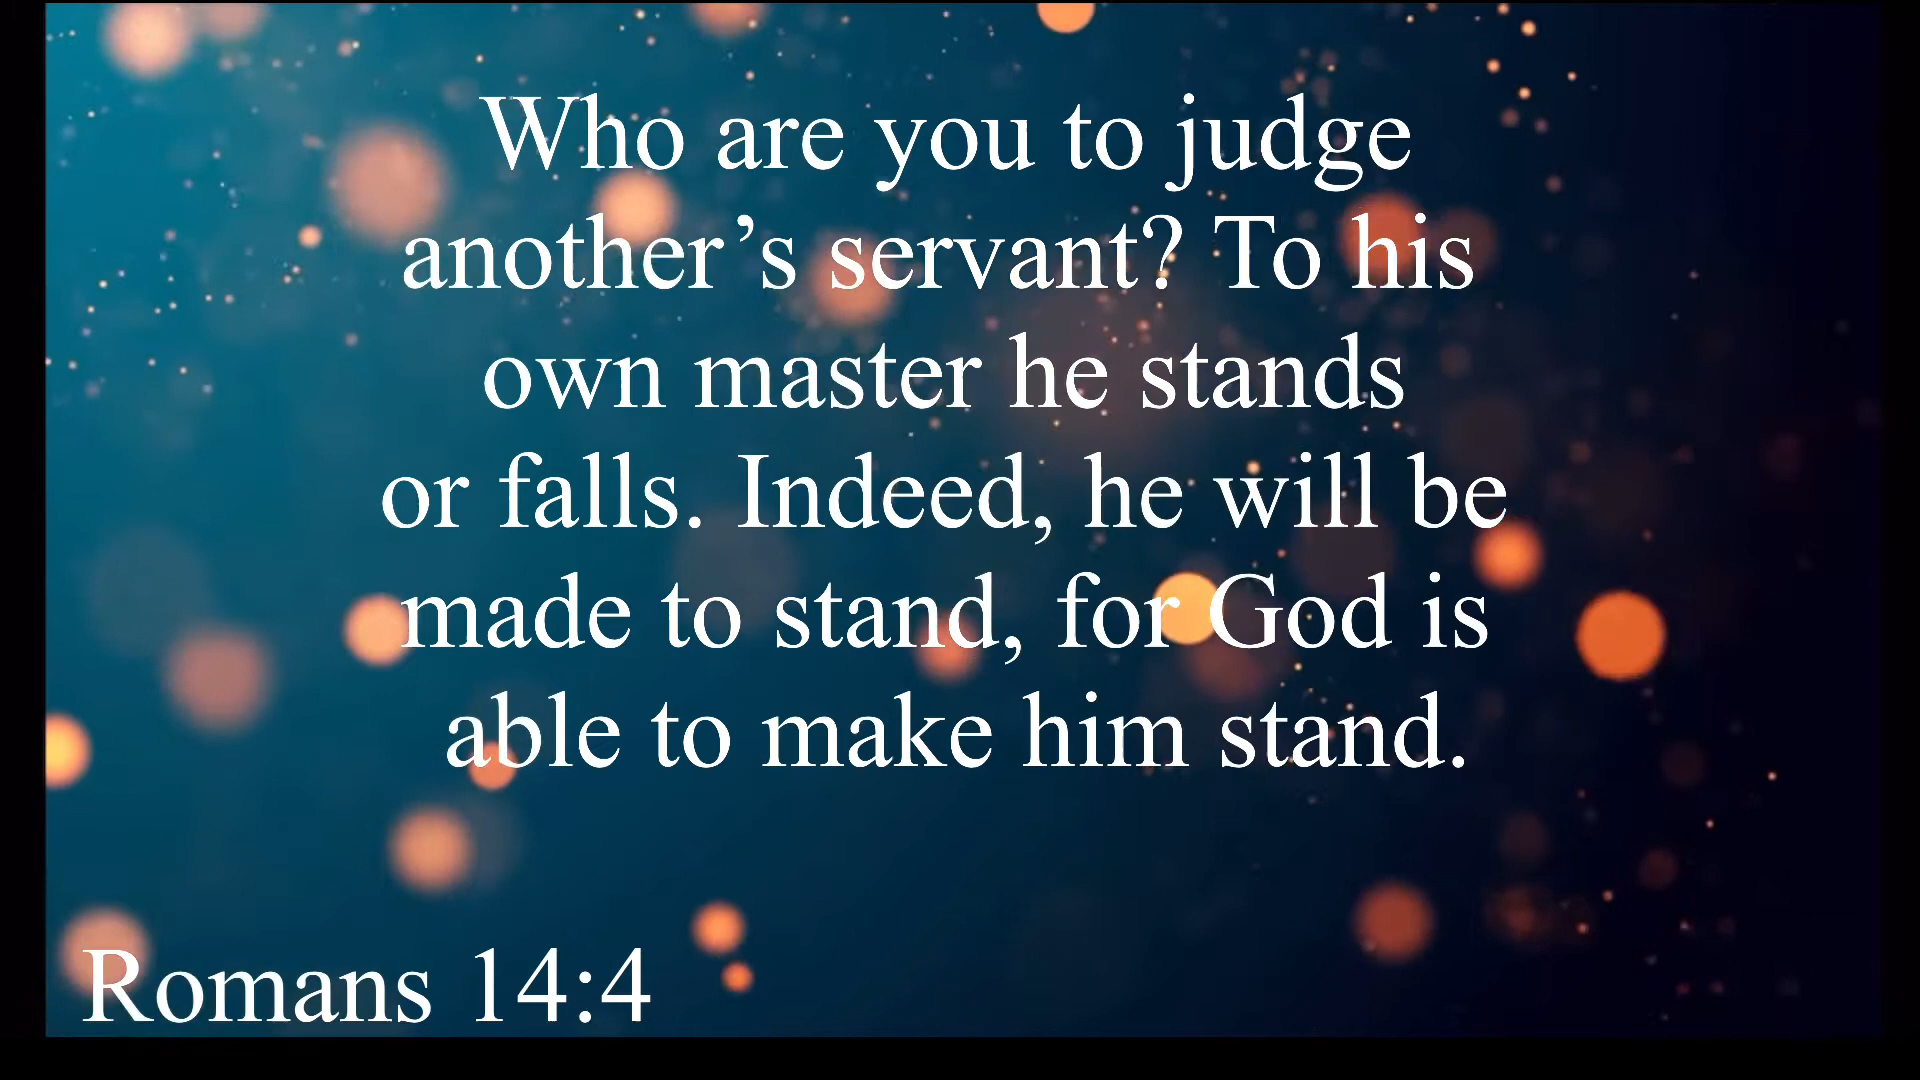 Who are you to judge
another’s servant? To his
own master he stands
or falls. Indeed, he will be
made to stand, for God is
able to make him stand.
Romans 14:4